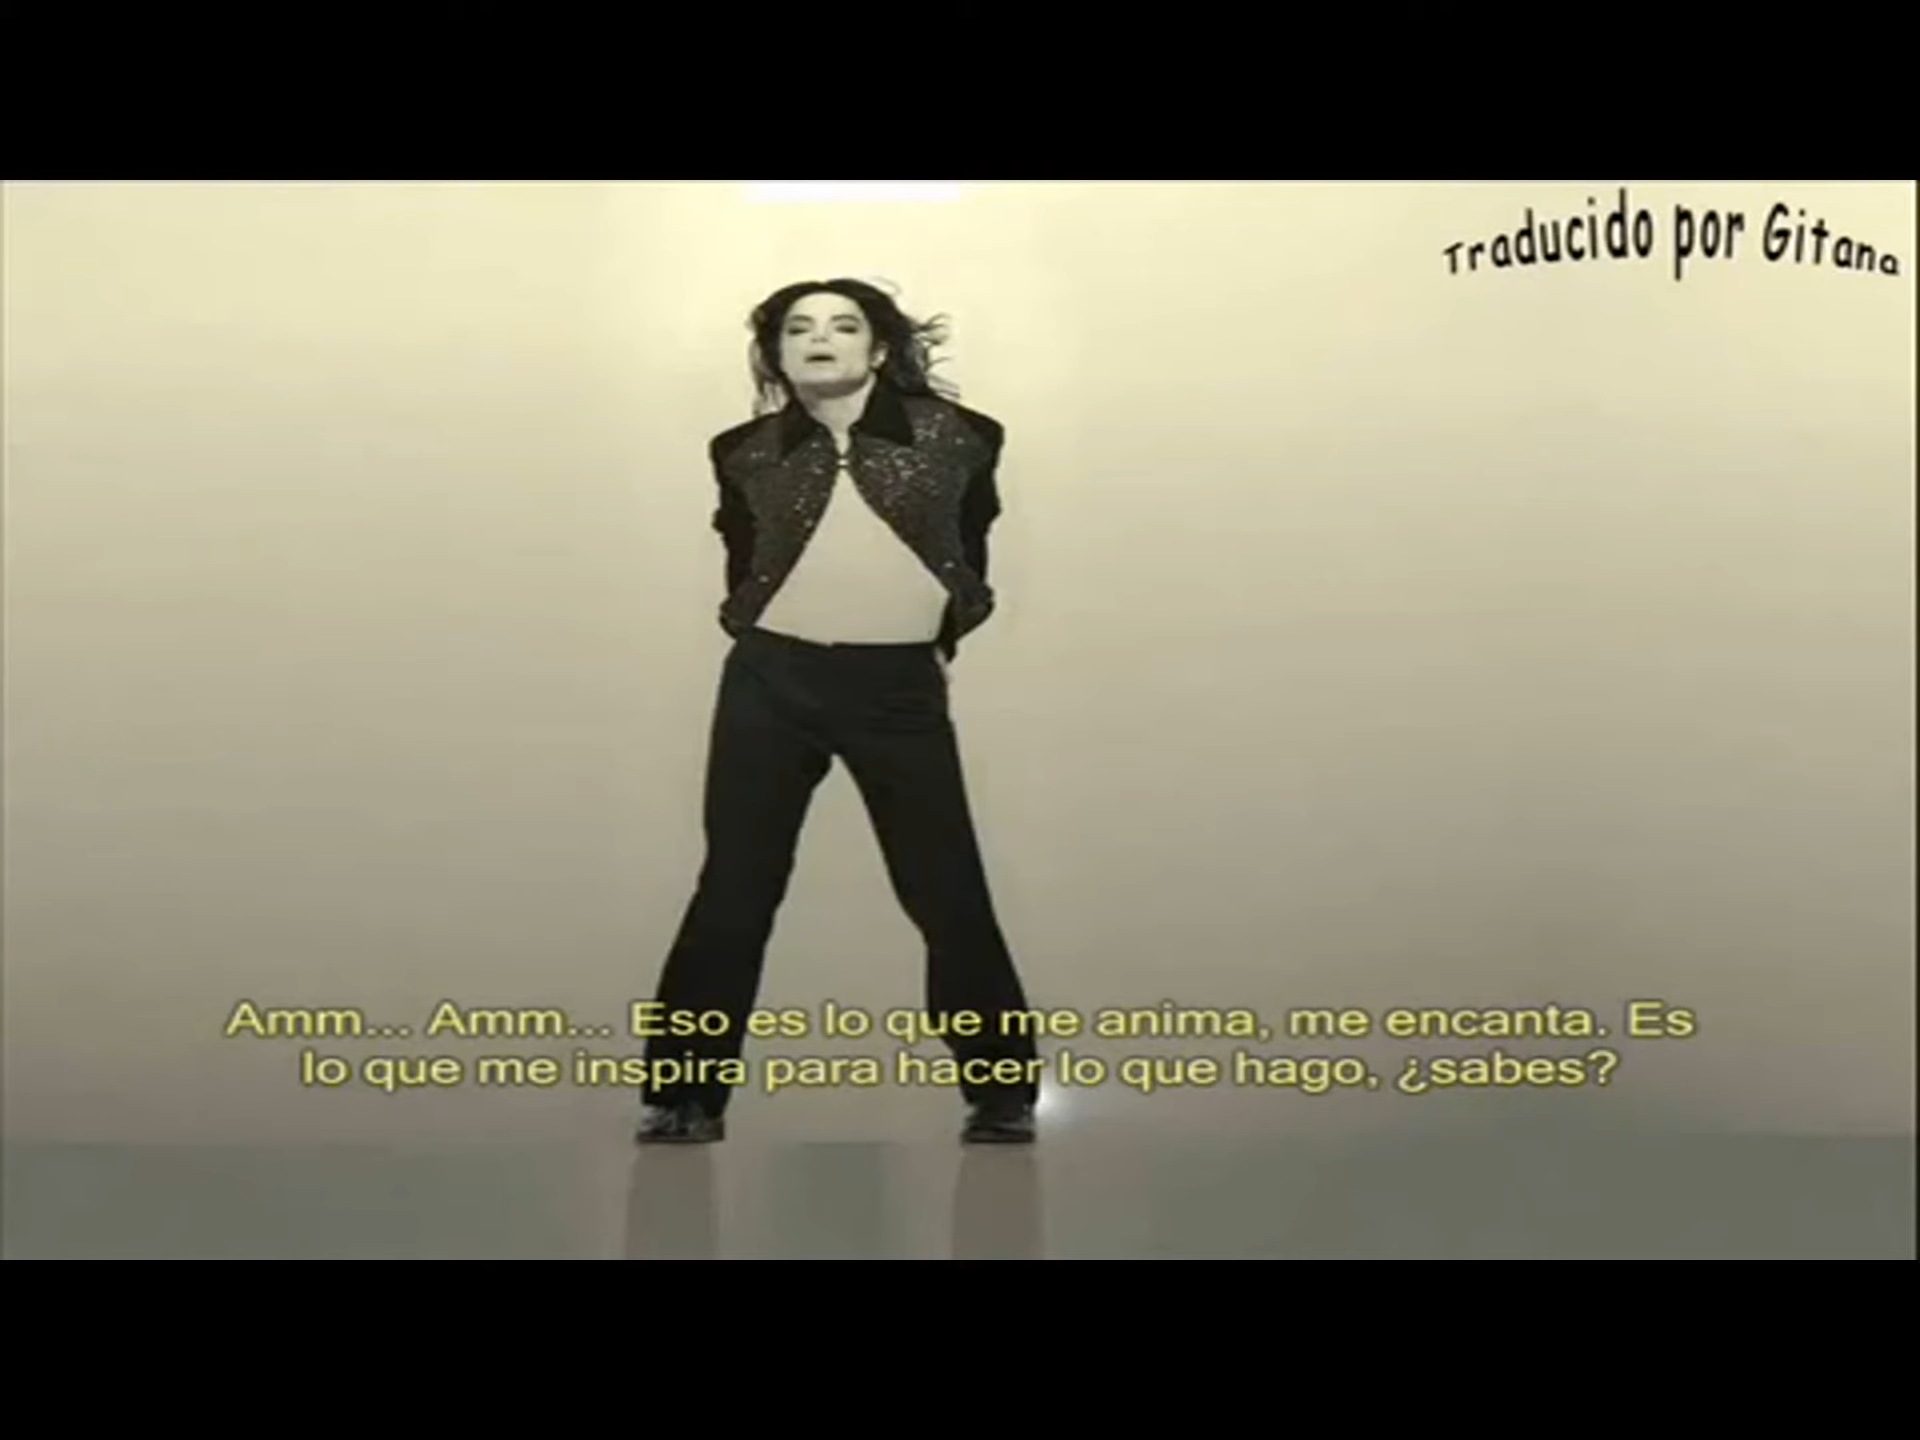 Traducido por Gitana
Amm... Amm... Eso es lo que me anima, me encanta. Es
lo que me inspira para hacer lo que hago, ¿sabes?